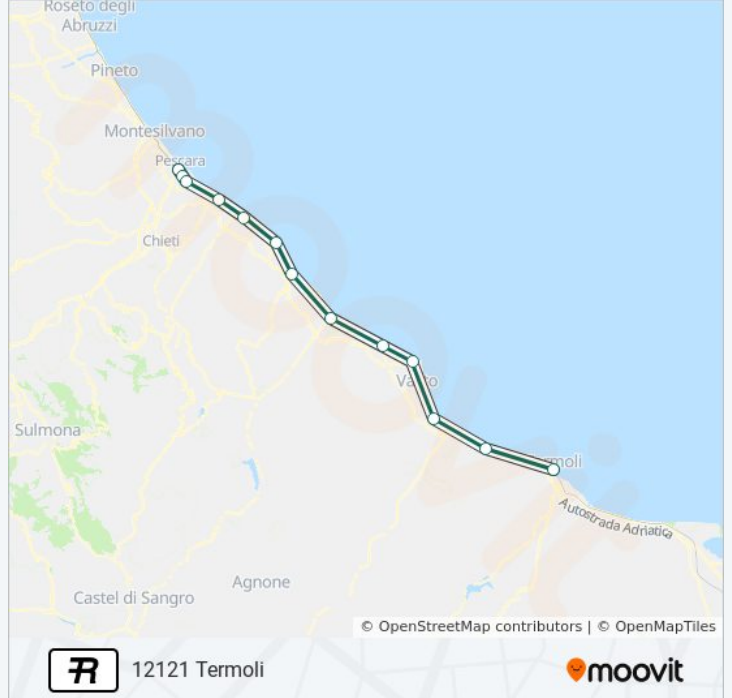 Roseto degli
Abruzzi
Pineto
Montesilvano
Pescara
Chieti
Vasto
Sulmona
Termoli
Autostrada Adriatica
Agnone
Castel di Sangro
© OpenStreetMap contributors | © OpenMapTiles
R 12121 Termoli
moovit
moovit